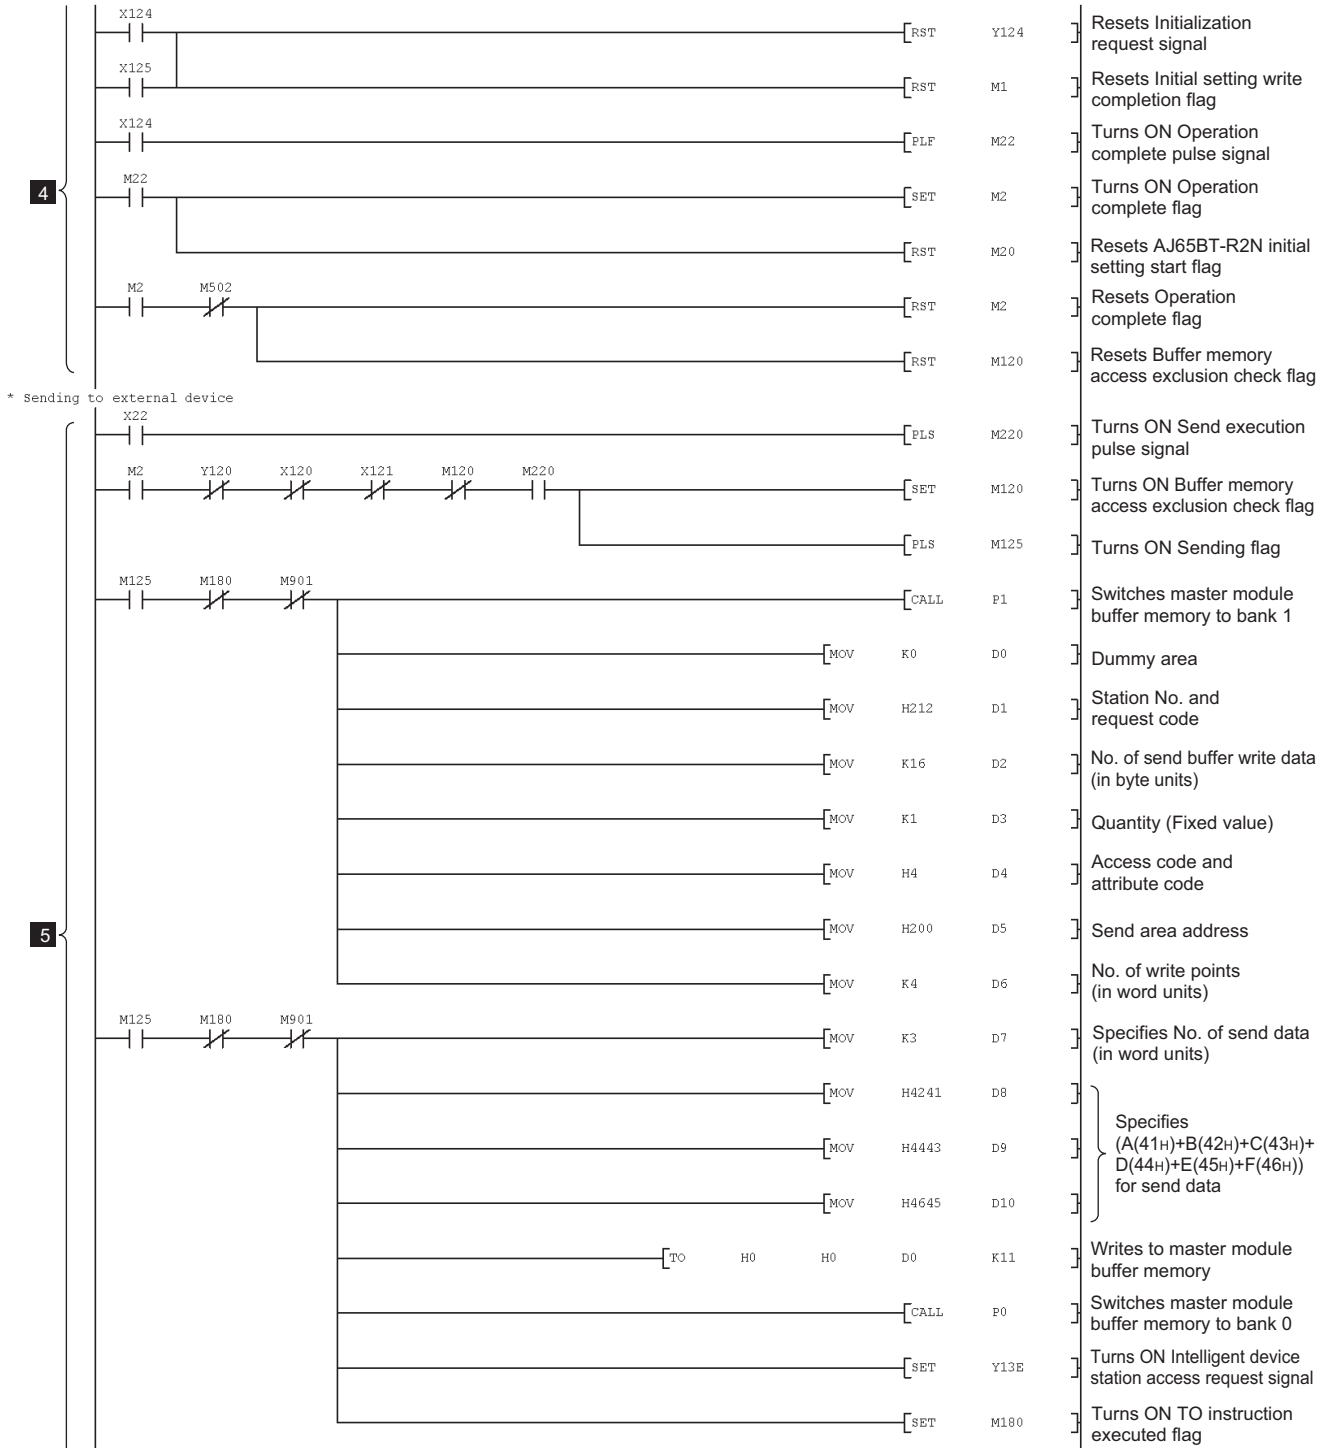 X124
RST Y124 Resets Initialization
request signal
X125
RST M1 Resets Initial setting write
completion flag
X124
PLF M22 Turns ON Operation
complete pulse signal
4
M22
SET M2 Turns ON Operation
complete flag
RST M20 Resets AJ65BT-R2N initial
setting start flag
M2 M502
RST M2 Resets Operation
complete flag
RST M120 Resets Buffer memory
access exclusion check flag
* Sending to external device
X22
PLS M220 Turns ON Send execution
pulse signal
M2 Y120 X120 X121 M120 M220
SET M120 Turns ON Buffer memory
access exclusion check flag
PLS M125 Turns ON Sending flag
M125 M180 M901
CALL P1 Switches master module
buffer memory to bank 1
MOV K0 D0 Dummy area
MOV H212 D1 Station No. and
request code
MOV K16 D2 No. of send buffer write data
(in byte units)
MOV K1 D3 Quantity (Fixed value)
MOV H4 D4 Access code and
attribute code
5
MOV H200 D5 Send area address
MOV K4 D6 No. of write points
(in word units)
M125 M180 M901
MOV K3 D7 Specifies No. of send data
(in word units)
MOV H4241 D8
MOV H4443 D9
MOV H4645 D10
Specifies
(A(41H)+B(42H)+C(43H)+
D(44H)+E(45H)+F(46H))
for send data
TO H0 H0 D0 K11 Writes to master module
buffer memory
CALL P0 Switches master module
buffer memory to bank 0
SET Y13E Turns ON Intelligent device
station access request signal
SET M180 Turns ON TO instruction
executed flag